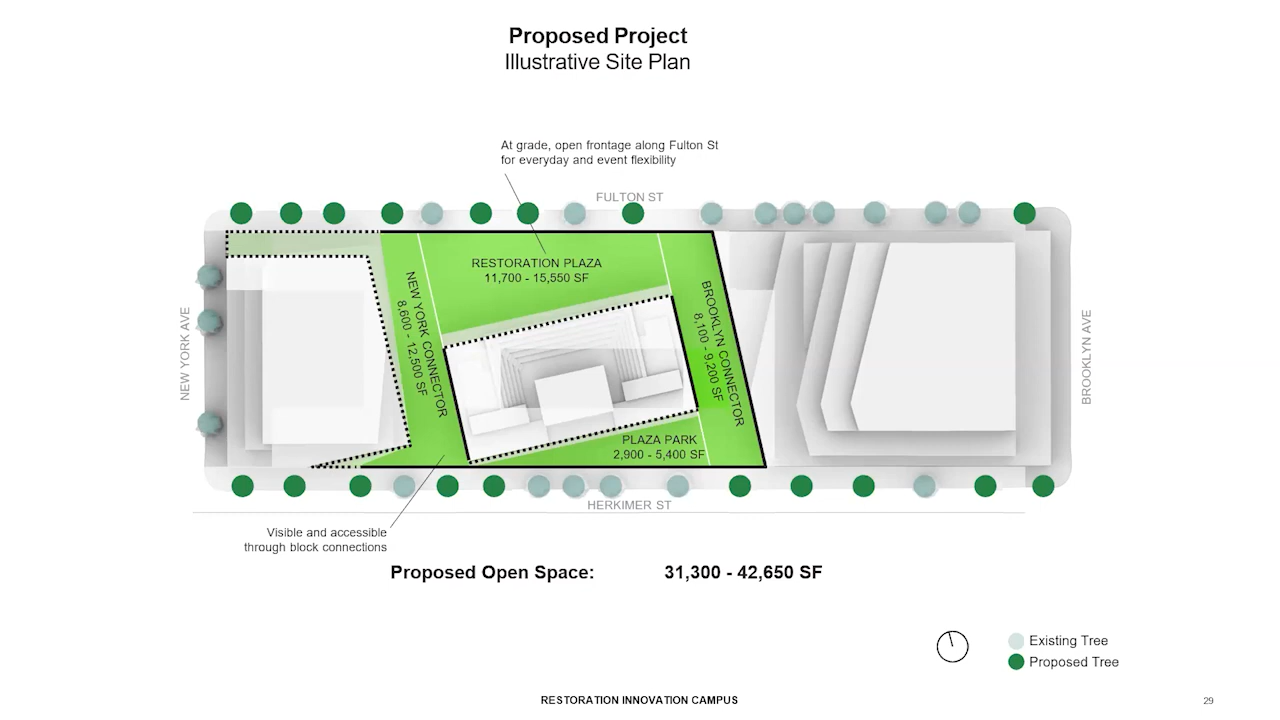 Proposed Project
Illustrative Site Plan
At grade, open frontage along Fulton St
for everyday and event flexibility
FULTON ST
RESTORATION PLAZA
11,700 - 15,550 SF
NEW YORK CONNECTOR
8,600 - 12,500 SF
BROOKLYN CONNECTOR
8,100 - 9,200 SF
NEW YORK AVE
BROOKLYN AVE
PLAZA PARK
2,900 - 5,400 SF
HERKIMER ST
Visible and accessible
through block connections
Proposed Open Space: 31,300 - 42,650 SF
Existing Tree
Proposed Tree
RESTORATION INNOVATION CAMPUS
29